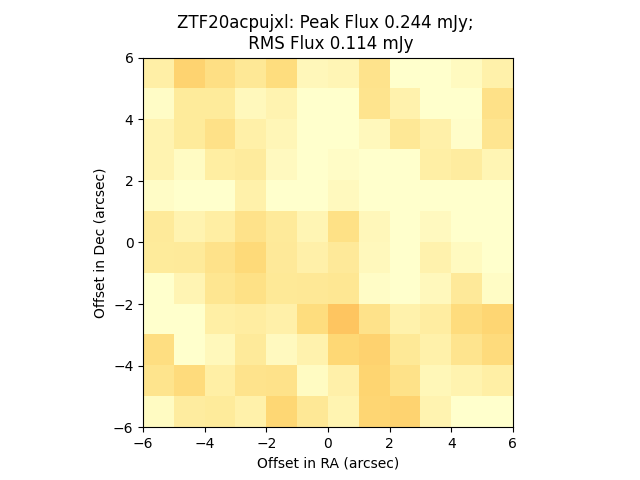 ZTF20acpujxl: Peak Flux 0.244 mJy;
RMS Flux 0.114 mJy
6
4
2
0
−2
−4
−6
Offset in Dec (arcsec)
−6 −4 −2 0 2 4 6
Offset in RA (arcsec)